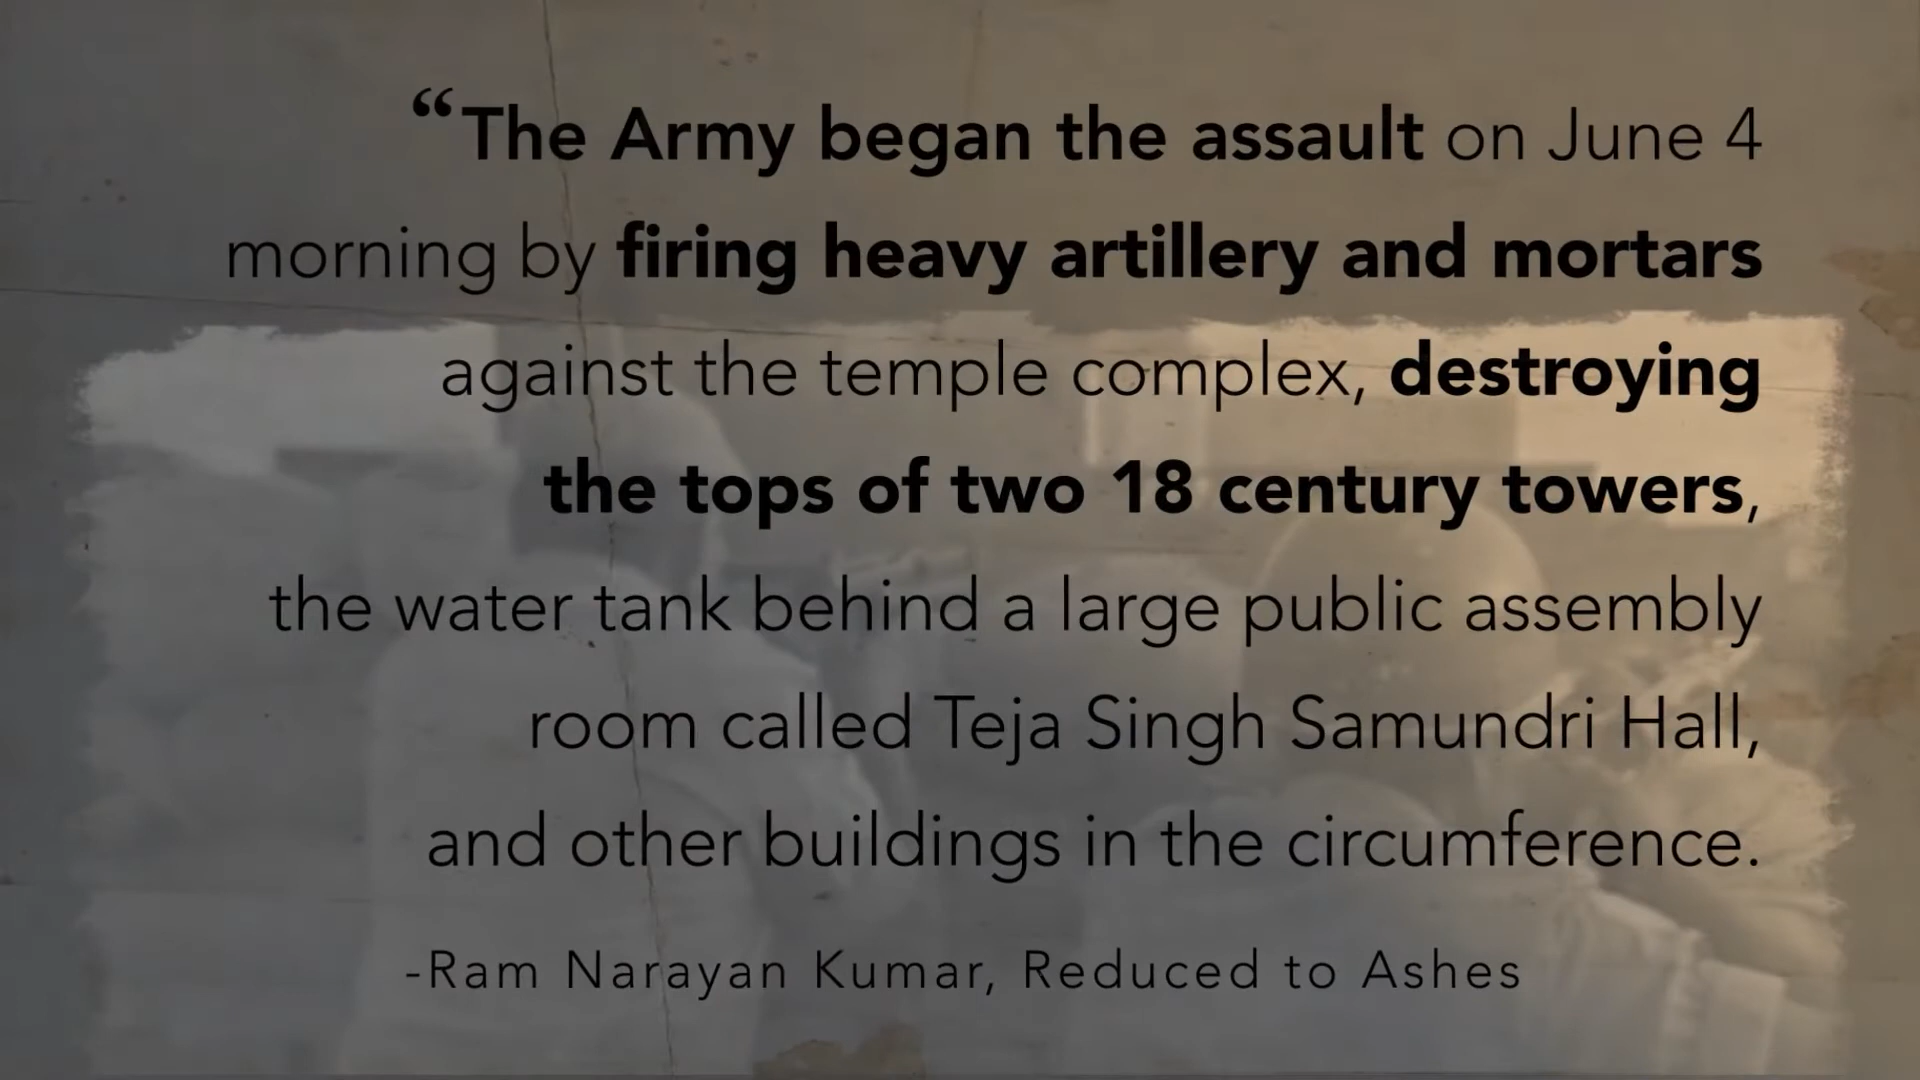 “The Army began the assault on June 4
morning by firing heavy artillery and mortars
against the temple complex, destroying
the tops of two 18 century towers,
the water tank behind a large public assembly
room called Teja Singh Samundri Hall,
and other buildings in the circumference.
-Ram Narayan Kumar, Reduced to Ashes